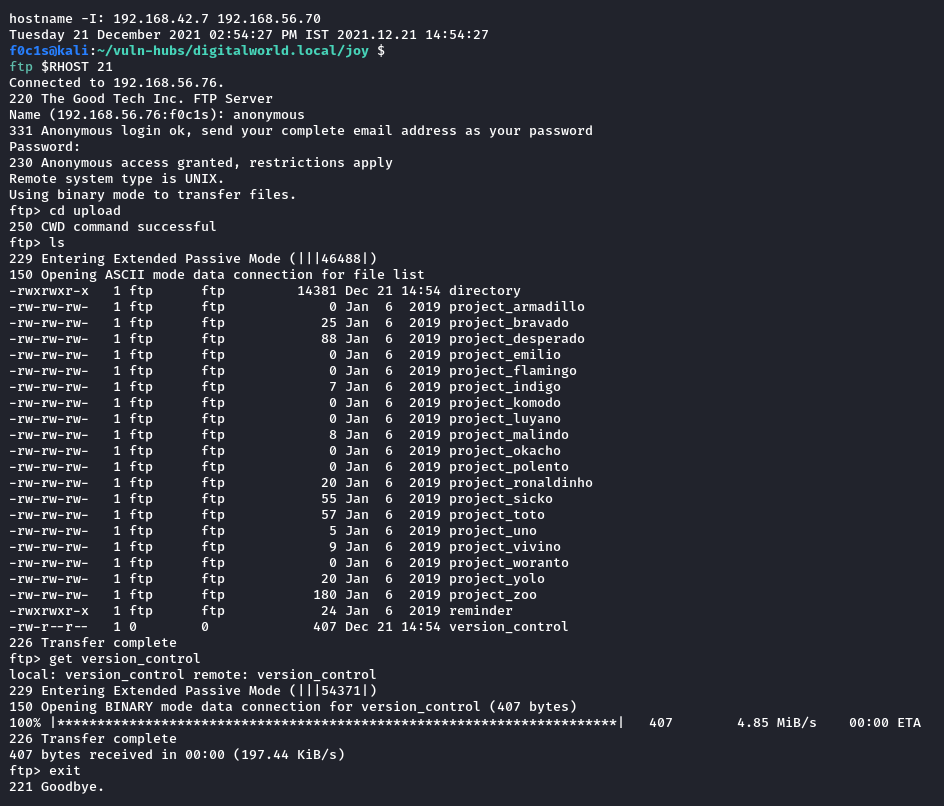 hostname -I: 192.168.42.7 192.168.56.70
Tuesday 21 December 2021 02:54:27 PM IST 2021.12.21 14:54:27
f0c1s@kali:~/vuln-hubs/digitalworld.local/joy $
ftp $RHOST 21
Connected to 192.168.56.76.
220 The Good Tech Inc. FTP Server
Name (192.168.56.76:f0c1s): anonymous
331 Anonymous login ok, send your complete email address as your password
Password:
230 Anonymous access granted, restrictions apply
Remote system type is UNIX.
Using binary mode to transfer files.
ftp> cd upload
250 CWD command successful
ftp> ls
229 Entering Extended Passive Mode (|||46488|)
150 Opening ASCII mode data connection for file list
-rwxrwxr-x   1 ftp      ftp         14381 Dec 21 14:54 directory
-rw-rw-rw-   1 ftp      ftp             0 Jan  6  2019 project_armadillo
-rw-rw-rw-   1 ftp      ftp            25 Jan  6  2019 project_bravado
-rw-rw-rw-   1 ftp      ftp            88 Jan  6  2019 project_desperado
-rw-rw-rw-   1 ftp      ftp             0 Jan  6  2019 project_emilio
-rw-rw-rw-   1 ftp      ftp             0 Jan  6  2019 project_flamingo
-rw-rw-rw-   1 ftp      ftp             7 Jan  6  2019 project_indigo
-rw-rw-rw-   1 ftp      ftp             0 Jan  6  2019 project_komodo
-rw-rw-rw-   1 ftp      ftp             0 Jan  6  2019 project_luyano
-rw-rw-rw-   1 ftp      ftp             8 Jan  6  2019 project_malindo
-rw-rw-rw-   1 ftp      ftp             0 Jan  6  2019 project_okacho
-rw-rw-rw-   1 ftp      ftp             0 Jan  6  2019 project_polento
-rw-rw-rw-   1 ftp      ftp            20 Jan  6  2019 project_ronaldinho
-rw-rw-rw-   1 ftp      ftp            55 Jan  6  2019 project_sicko
-rw-rw-rw-   1 ftp      ftp            57 Jan  6  2019 project_toto
-rw-rw-rw-   1 ftp      ftp             5 Jan  6  2019 project_uno
-rw-rw-rw-   1 ftp      ftp             9 Jan  6  2019 project_vivino
-rw-rw-rw-   1 ftp      ftp             0 Jan  6  2019 project_woranto
-rw-rw-rw-   1 ftp      ftp            20 Jan  6  2019 project_yolo
-rw-rw-rw-   1 ftp      ftp           180 Jan  6  2019 project_zoo
-rwxrwxr-x   1 ftp      ftp            24 Jan  6  2019 reminder
-rw-r--r--   1 0        0             407 Dec 21 14:54 version_control
226 Transfer complete
ftp> get version_control
local: version_control remote: version_control
229 Entering Extended Passive Mode (|||54371|)
150 Opening BINARY mode data connection for version_control (407 bytes)
100% |**********************************************************************|   407        4.85 MiB/s    00:00 ETA
226 Transfer complete
407 bytes received in 00:00 (197.44 KiB/s)
ftp> exit
221 Goodbye.